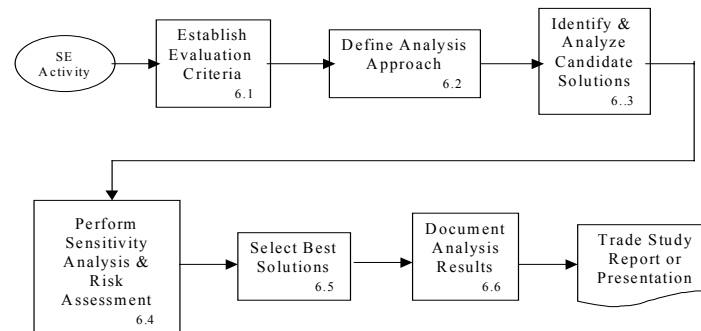 SE
Activity
Establish
Evaluation
Criteria
6.1
Define Analysis
Approach
6.2
Identify &
Analyze
Candidate
Solutions
6..3
Perform
Sensitivity
Analysis &
Risk
Assessment
6.4
Select Best
Solutions
6.5
Document
Analysis
Results
6.6
Trade Study
Report or
Presentation